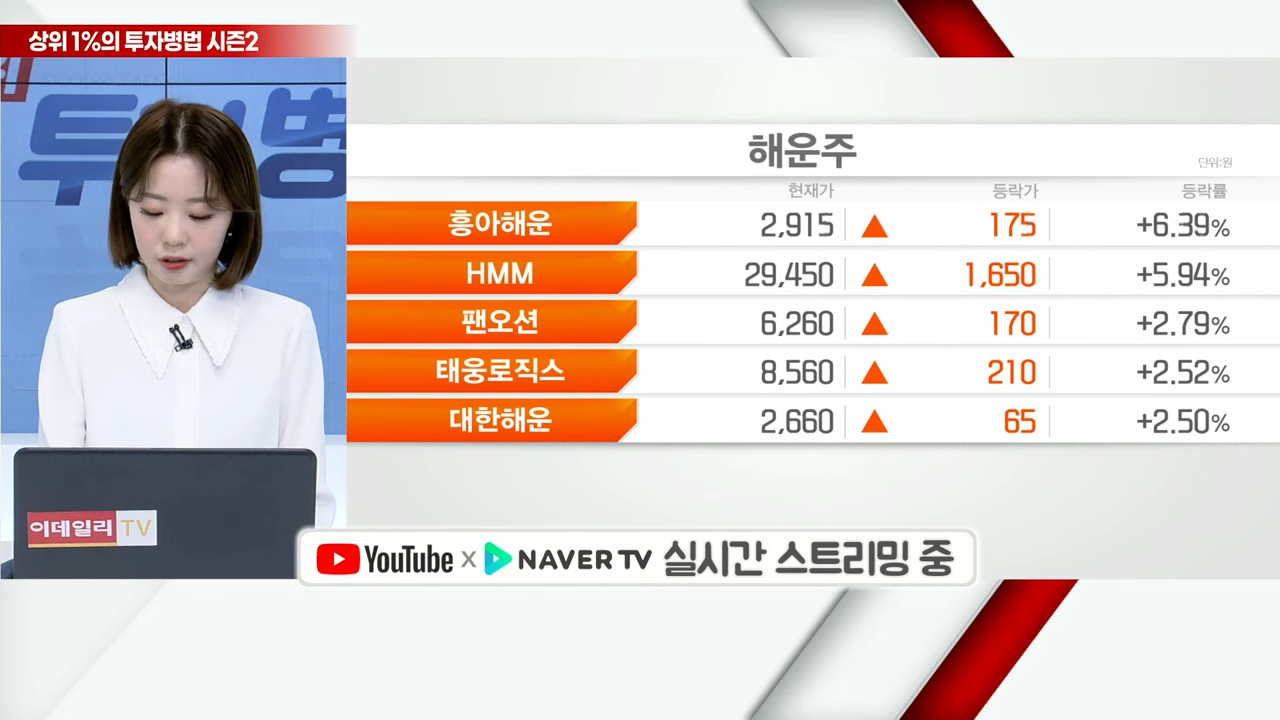 상위 1%의 투자병법 시즌2
투 병
해운주
단위:원
현재가 등락가 등락률
흥아해운 2,915 ▲ 175 +6.39%
HMM 29,450 ▲ 1,650 +5.94%
팬오션 6,260 ▲ 170 +2.79%
태웅로직스 8,560 ▲ 210 +2.52%
대한해운 2,660 ▲ 65 +2.50%
이데일리 TV
YouTube x NAVER TV 실시간 스트리밍 중